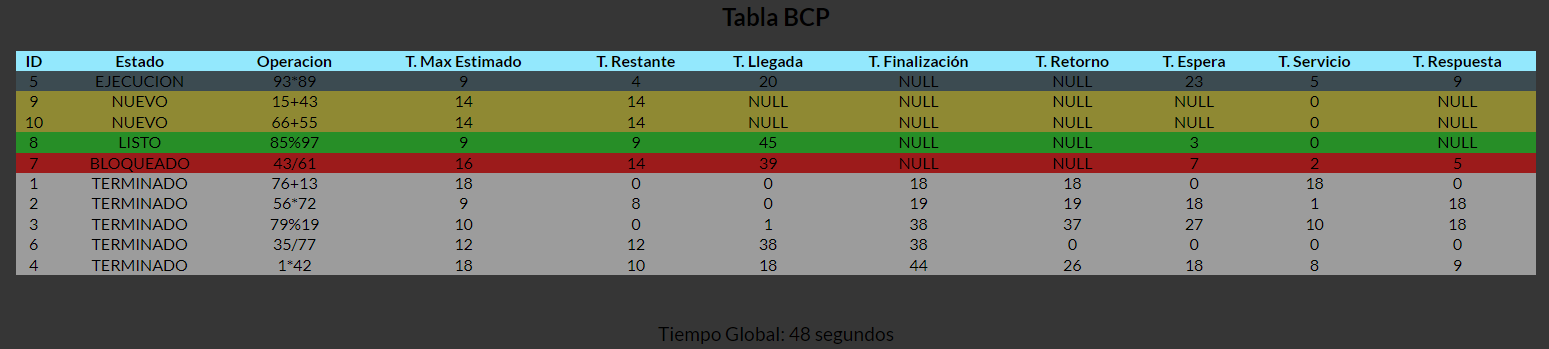 Tabla BCP
ID Estado Operacion T. Max Estimado T. Restante T. Llegada T. Finalización T. Retorno T. Espera T. Servicio T. Respuesta
5 EJECUCION 93*89 9 4 20 NULL NULL 23 5 9
9 NUEVO 15+43 14 14 NULL NULL NULL NULL 0 NULL
10 NUEVO 66+55 14 14 NULL NULL NULL NULL 0 NULL
8 LISTO 85%97 9 9 45 NULL NULL 3 0 NULL
7 BLOQUEADO 43/61 16 14 39 NULL NULL 7 2 5
1 TERMINADO 76+13 18 0 0 18 18 0 18 0
2 TERMINADO 56*72 9 8 0 19 19 18 1 18
3 TERMINADO 79%19 10 0 1 38 37 27 10 18
6 TERMINADO 35/77 12 12 38 38 0 0 0 0
4 TERMINADO 1*42 18 10 18 44 26 18 8 9
Tiempo Global: 48 segundos